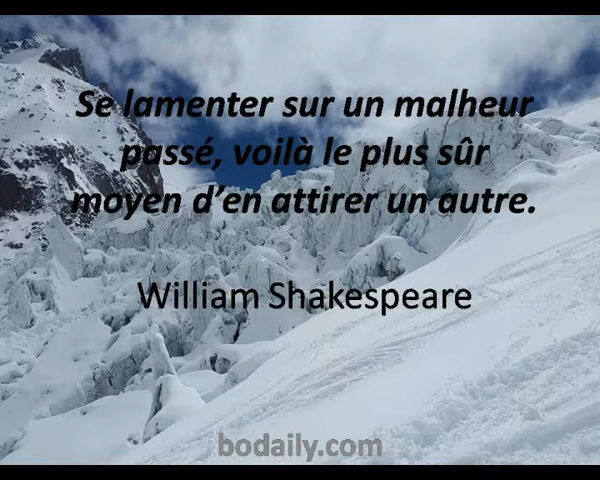 Se lamenter sur un malheur
passé, voilà le plus sûr
moyen d’en attirer un autre.
William Shakespeare
bodaily.com